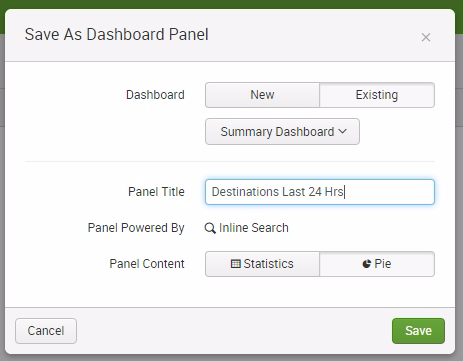 Save As Dashboard Panel
×
Dashboard New Existing
Summary Dashboard
Panel Title Destinations Last 24 Hrs
Panel Powered By Inline Search
Panel Content Statistics Pie
Cancel Save